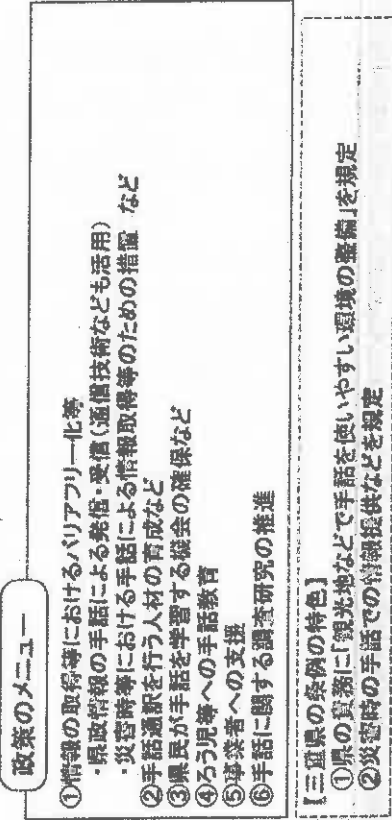 政策のメニュー
①情報の取得等におけるバリアフリー化等
・県政情報の手話による発信・受信(通信技術なども活用)
・災害時等における手話による情報取得等のための措置 など
②手話通訳を行う人材の育成など
③県民が手話を学習する機会の確保など
④ろう児等への手話教育
⑤事業者への支援
⑥手話に関する調査研究の推進
【三重県の条例の特色】
①県の責務に「観光地などで手話を使いやすい環境の整備」を規定
②災害時の手話での情報提供などを規定